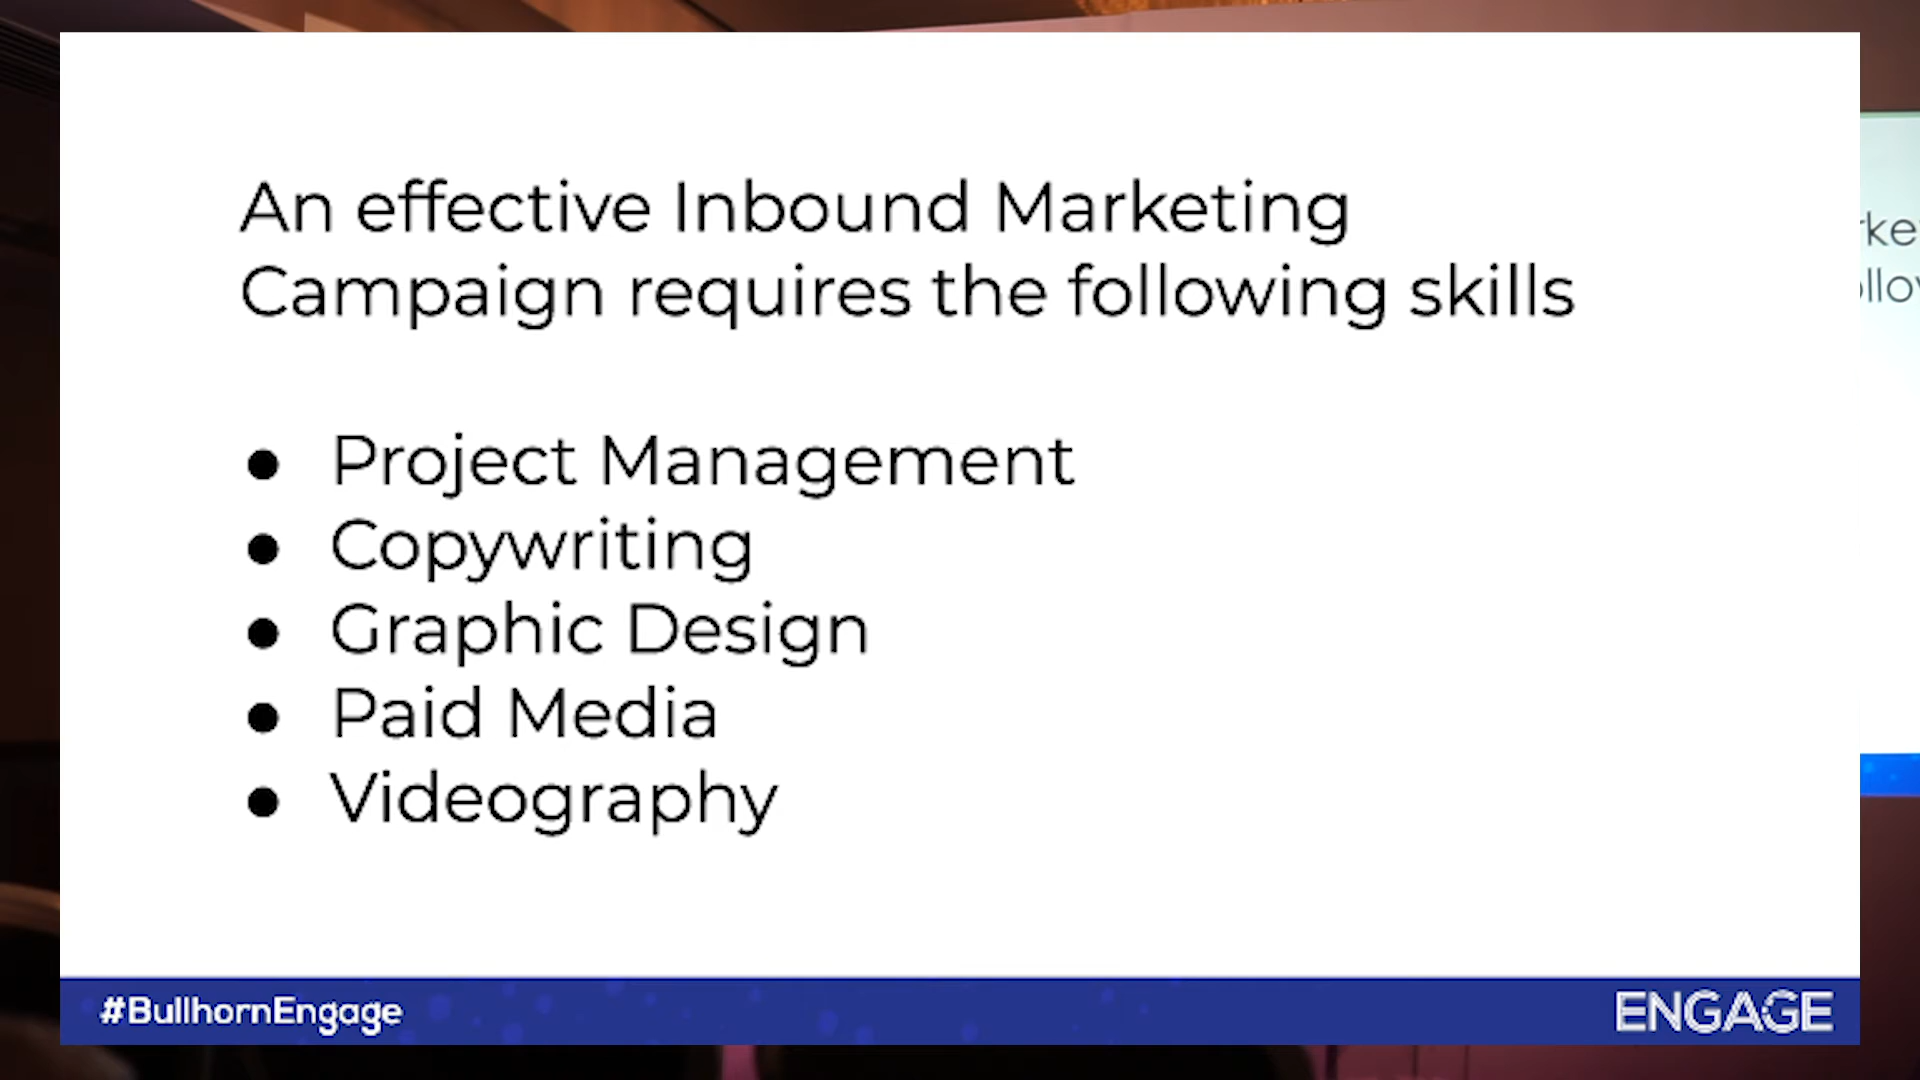 An effective Inbound Marketing
Campaign requires the following skills
● Project Management
● Copywriting
● Graphic Design
● Paid Media
● Videography
#BullhornEngage
ENGAGE